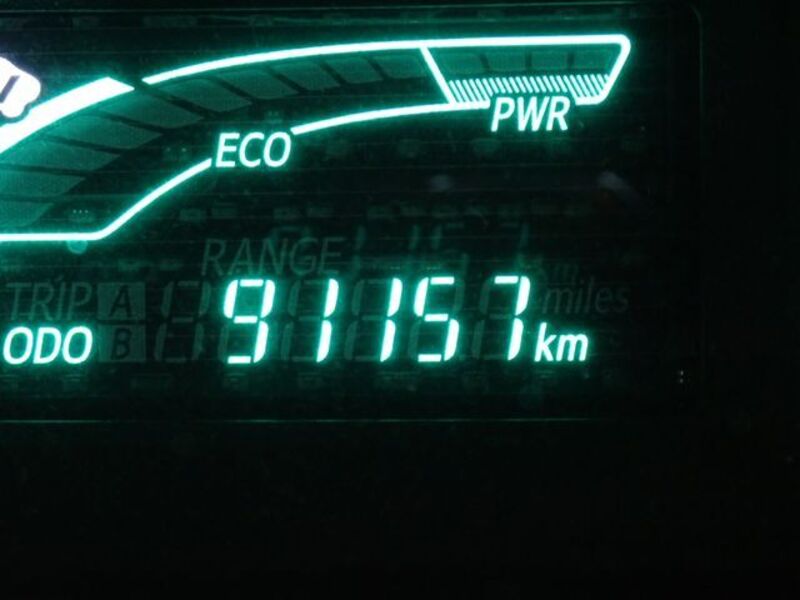 ECO PWR
RANGE
TRIP A miles
ODO B 91157 km